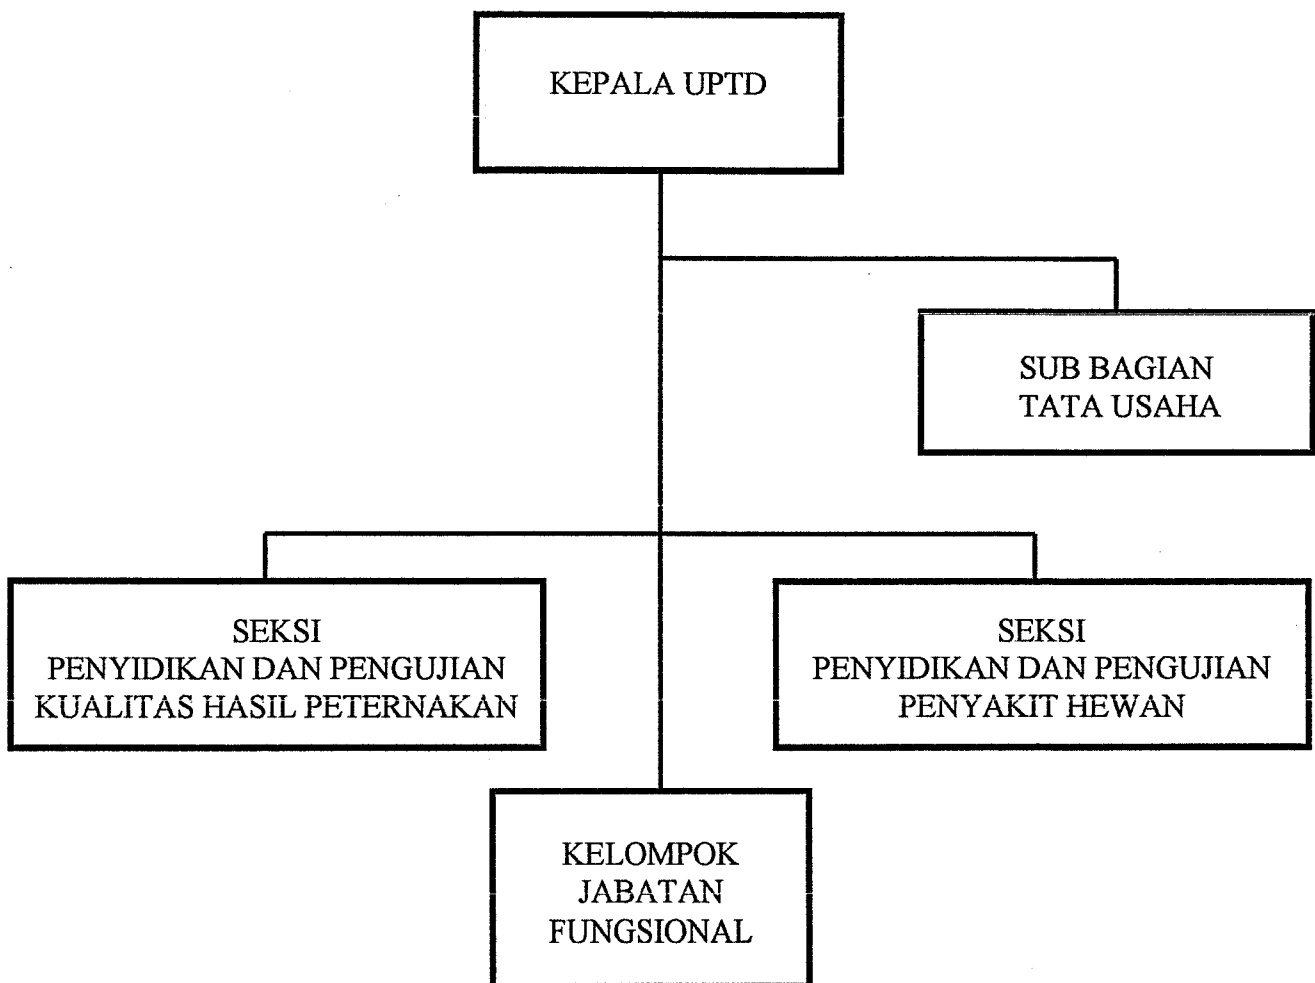 KEPALA UPTD
SUB BAGIAN
TATA USAHA
SEKSI
PENYIDIKAN DAN PENGUJIAN
KUALITAS HASIL PETERNAKAN
SEKSI
PENYIDIKAN DAN PENGUJIAN
PENYAKIT HEWAN
KELOMPOK
JABATAN
FUNGSIONAL